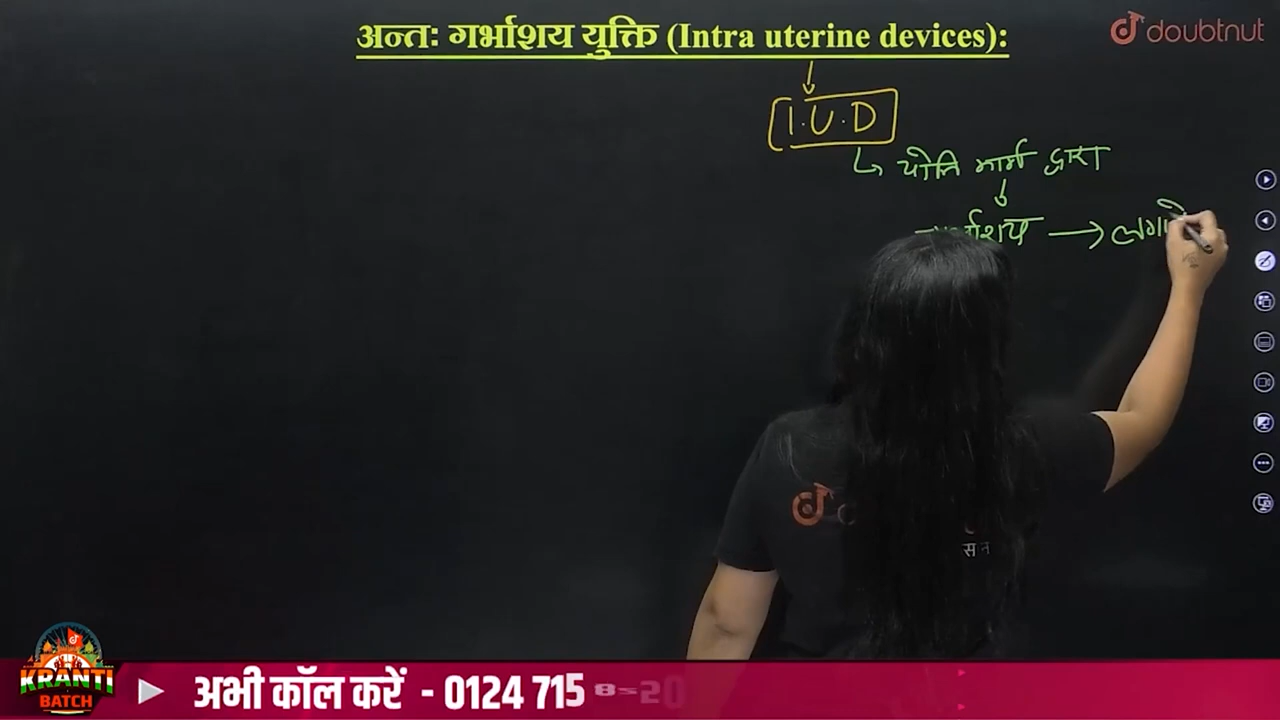 अन्तः गर्भाशय युक्ति (Intra uterine devices):
doubtnut
I.U.D
योनि मार्ग द्वारा
KRANTI
BATCH
अभी कॉल करें - 0124 715